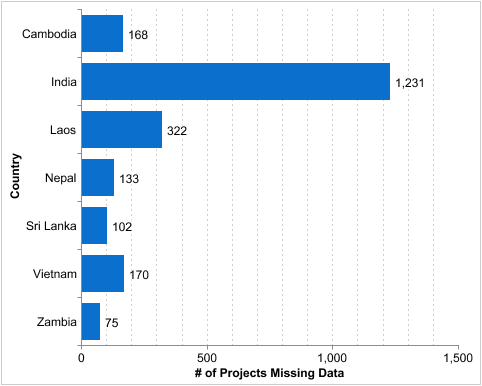 Cambodia 168
India 1,231
Laos 322
Nepal 133
Sri Lanka 102
Vietnam 170
Zambia 75
Country
0 500 1,000 1,500
# of Projects Missing Data